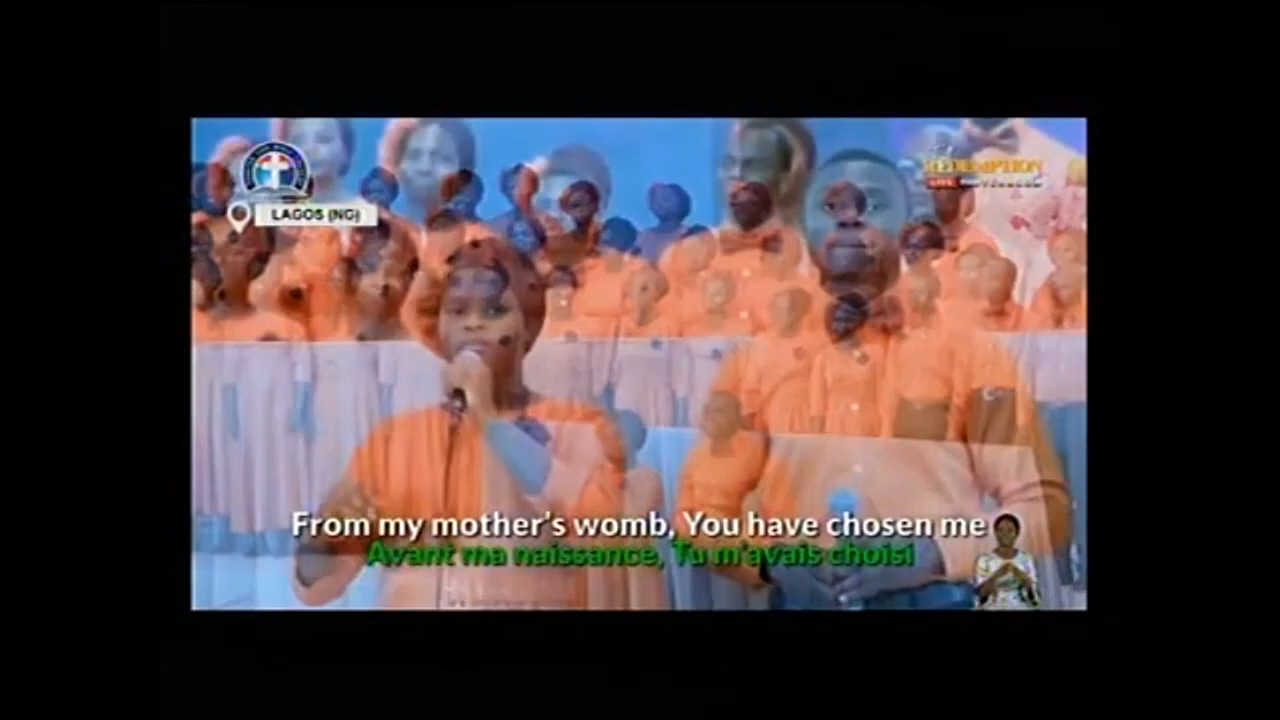 REDEMPTION
LAGOS (NG)
From my mother's womb, You have chosen me
Avant ma naissance, Tu m'avais choisi